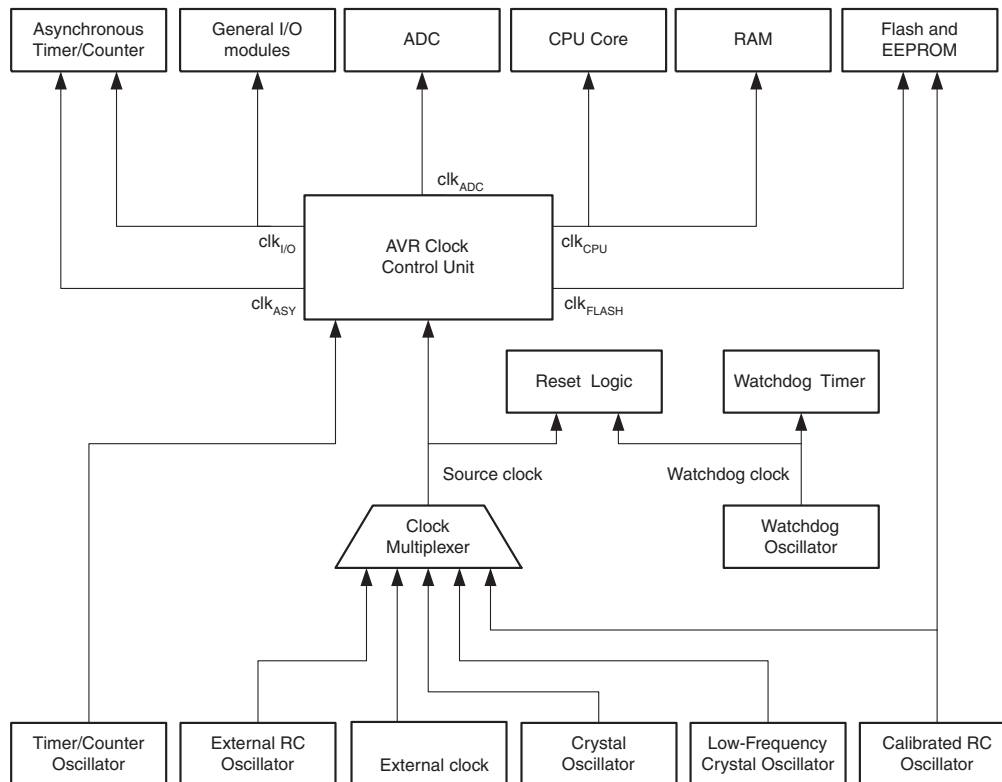 Asynchronous
Timer/Counter
General I/O
modules
ADC
CPU Core
RAM
Flash and
EEPROM
clkADC
clkI/O
AVR Clock
Control Unit
clkCPU
clkASY
clkFLASH
Reset Logic
Watchdog Timer
Source clock
Watchdog clock
Clock
Multiplexer
Watchdog
Oscillator
Timer/Counter
Oscillator
External RC
Oscillator
External clock
Crystal
Oscillator
Low-Frequency
Crystal Oscillator
Calibrated RC
Oscillator